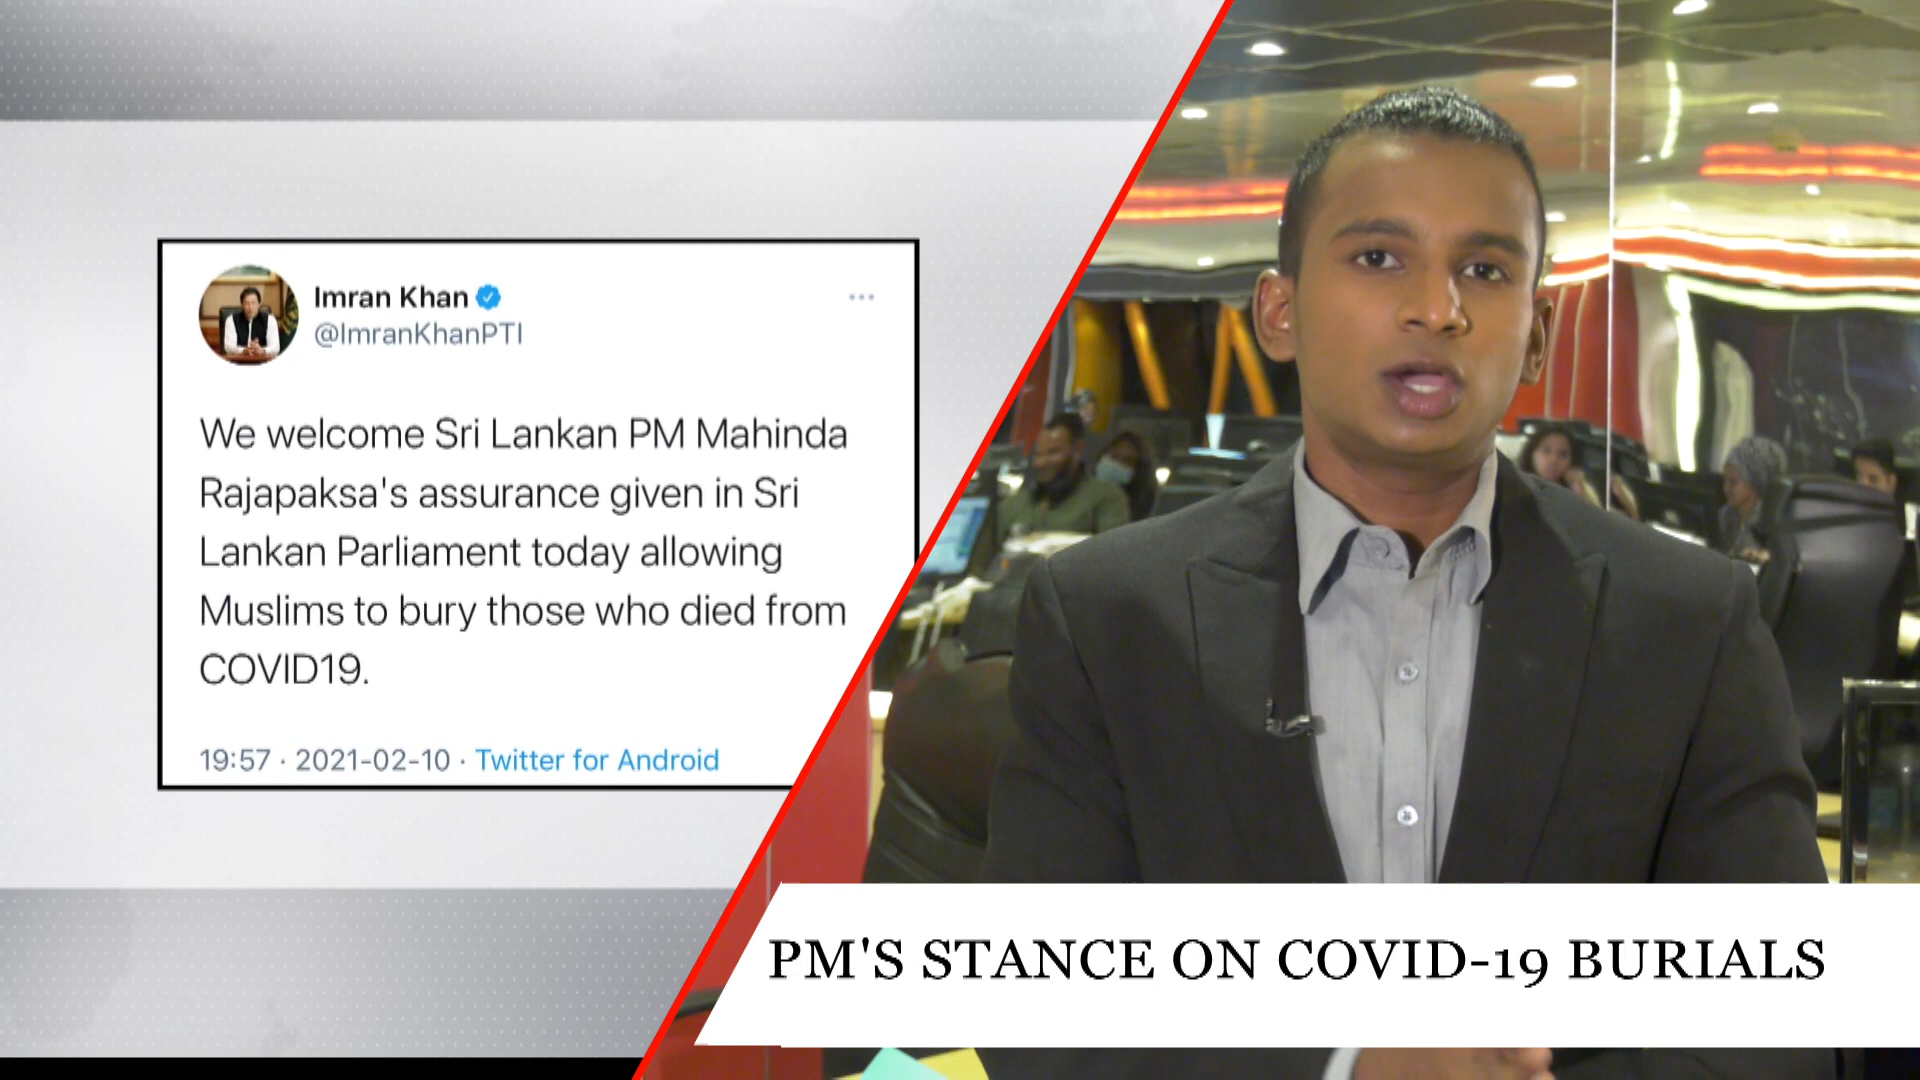 Imran Khan
@ImranKhanPTI
We welcome Sri Lankan PM Mahinda
Rajapaksa's assurance given in Sri
Lankan Parliament today allowing
Muslims to bury those who died from
COVID19.
19:57 · 2021-02-10 · Twitter for Android
PM'S STANCE ON COVID-19 BURIALS